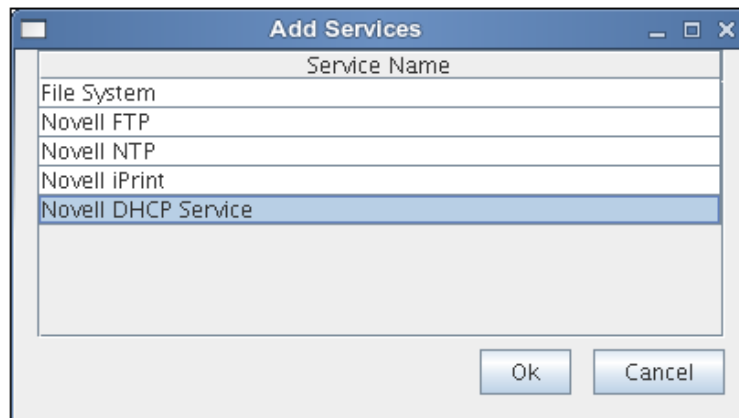 Add Services
Service Name
File System
Novell FTP
Novell NTP
Novell iPrint
Novell DHCP Service
Ok
Cancel